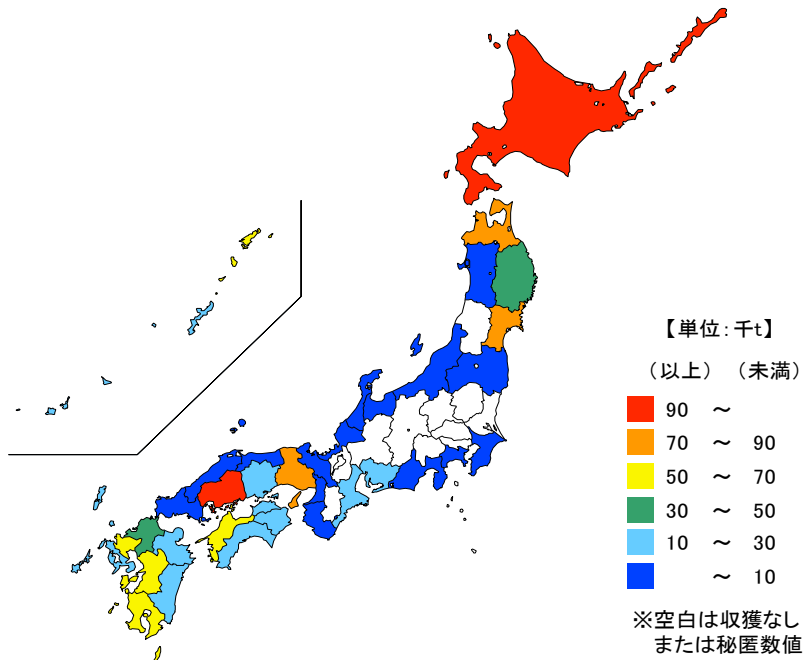 【単位：千t】
（以上）（未満）
90 ～
70 ～ 90
50 ～ 70
30 ～ 50
10 ～ 30
～ 10
※空白は収獲なし
または秘匿数値